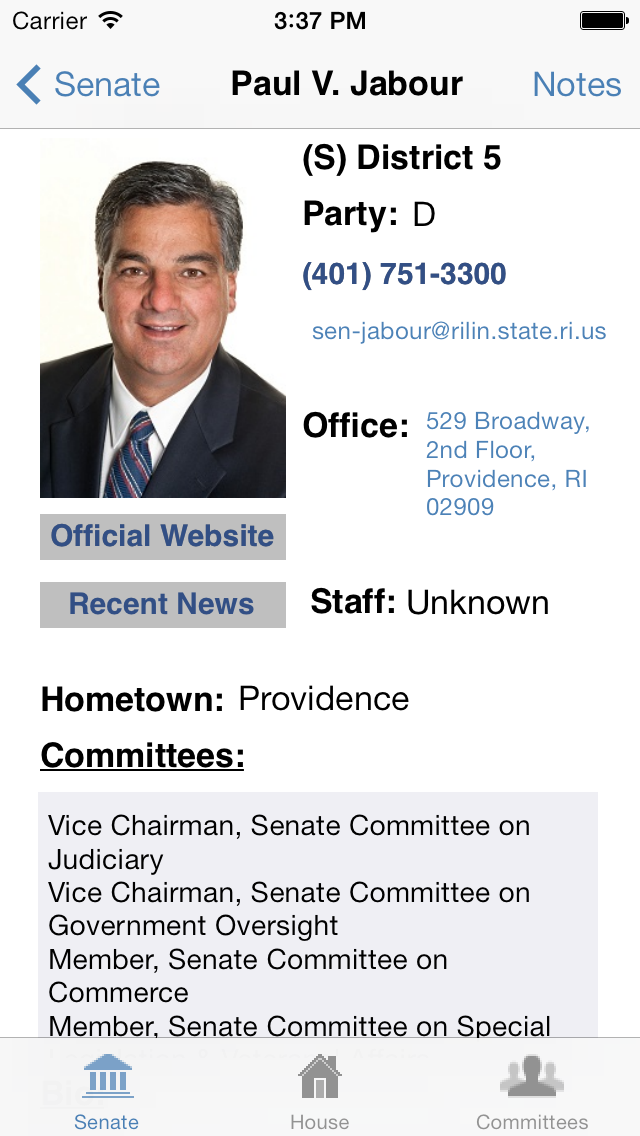 Carrier 3:37 PM
Senate Paul V. Jabour Notes
(S) District 5
Party: D
(401) 751-3300
sen-jabour@rilin.state.ri.us
Office: 529 Broadway,
2nd Floor,
Providence, RI
02909
Official Website
Recent News
Staff: Unknown
Hometown: Providence
Committees:
Vice Chairman, Senate Committee on
Judiciary
Vice Chairman, Senate Committee on
Government Oversight
Member, Senate Committee on
Commerce
Member, Senate Committee on Special
Senate House Committees